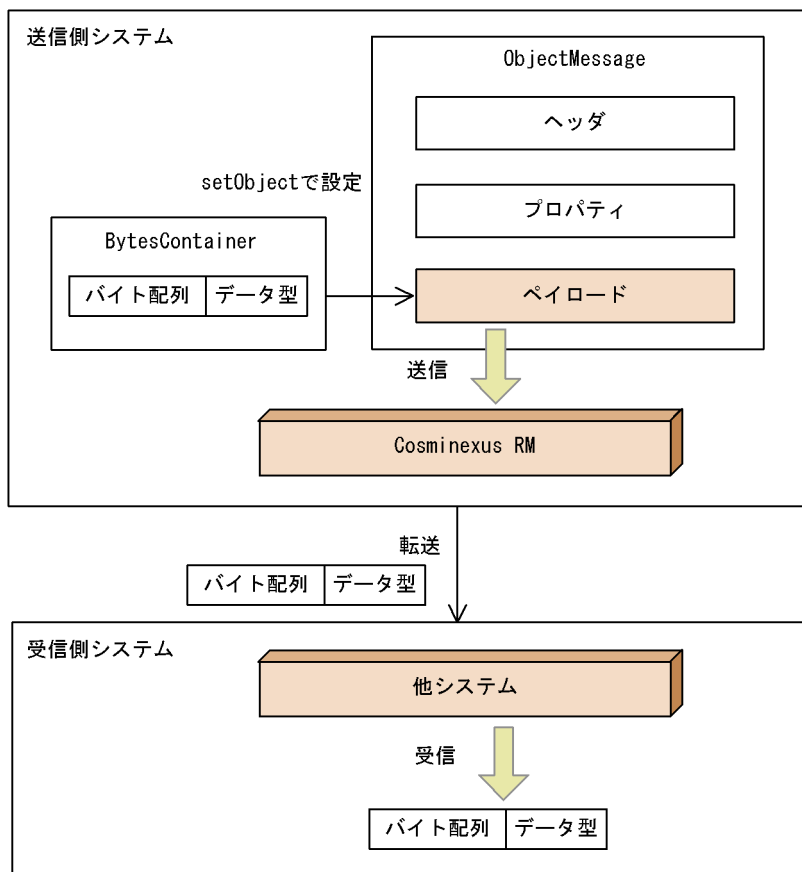 送信側システム
ObjectMessage
ヘッダ
setObjectで設定
プロパティ
BytesContainer
バイト配列 データ型
ペイロード
送信
Cosminexus RM
転送
バイト配列 データ型
受信側システム
他システム
受信
バイト配列 データ型